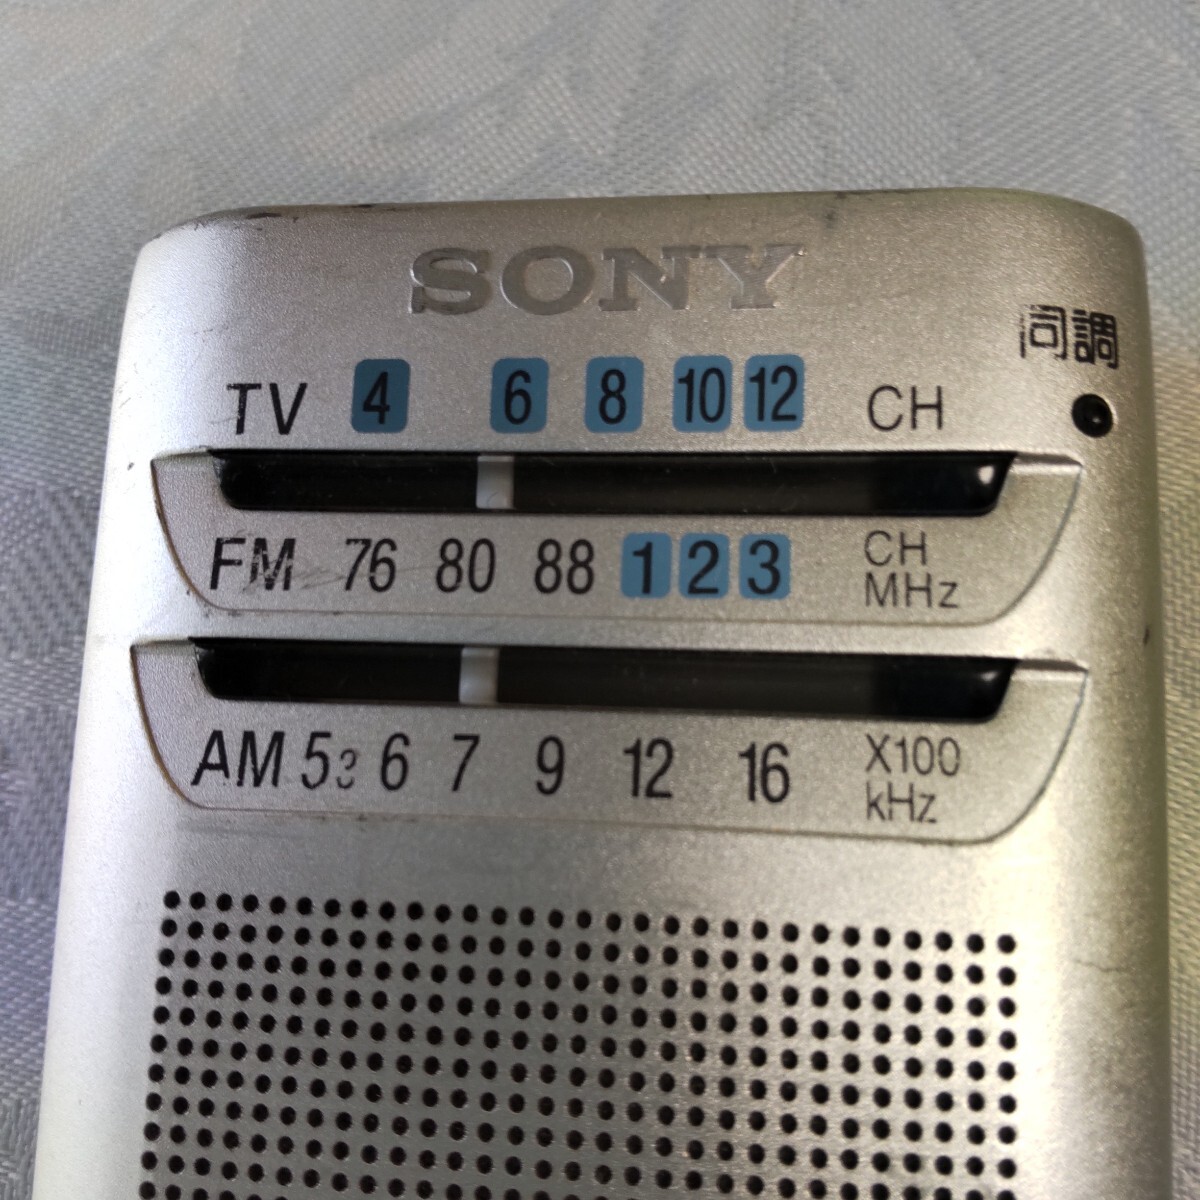 SONY
同調
TV 4 6 8 10 12 CH
FM 76 80 88 1 2 3 CH MHz
AM 53 6 7 9 12 16 X100 kHz